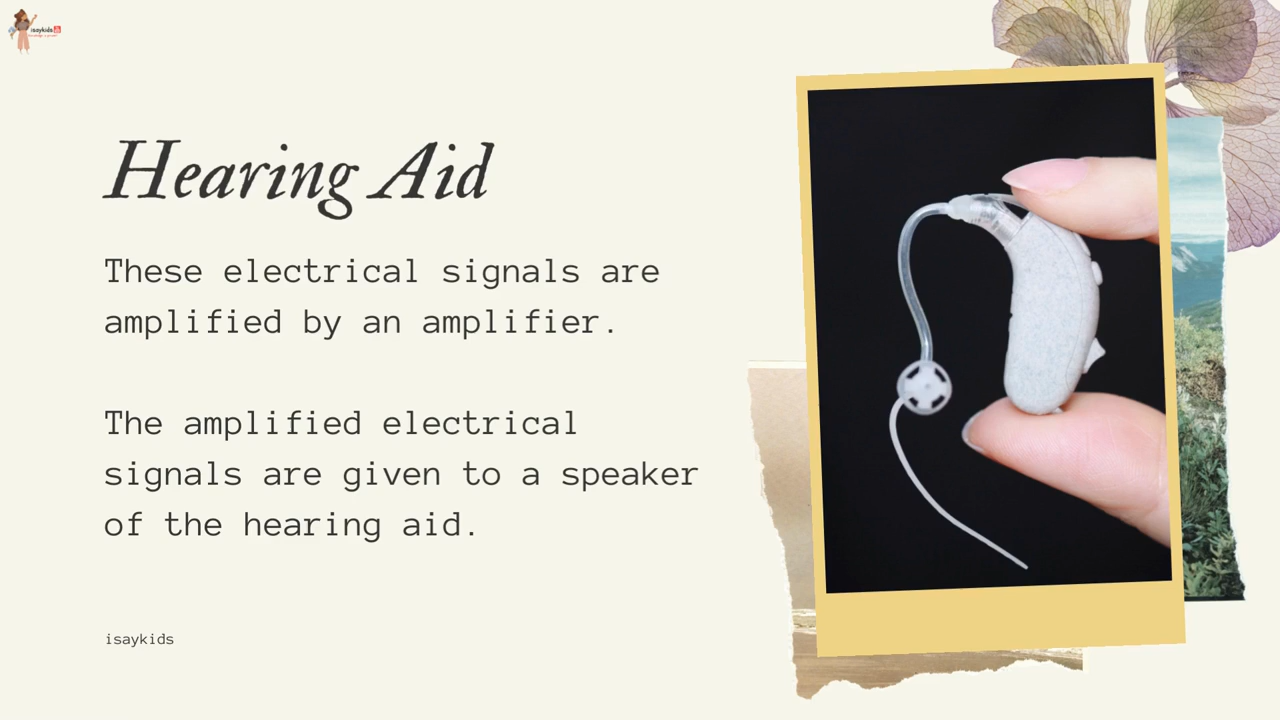 isaykids
Hearing Aid
These electrical signals are
amplified by an amplifier.
The amplified electrical
signals are given to a speaker
of the hearing aid.
isaykids